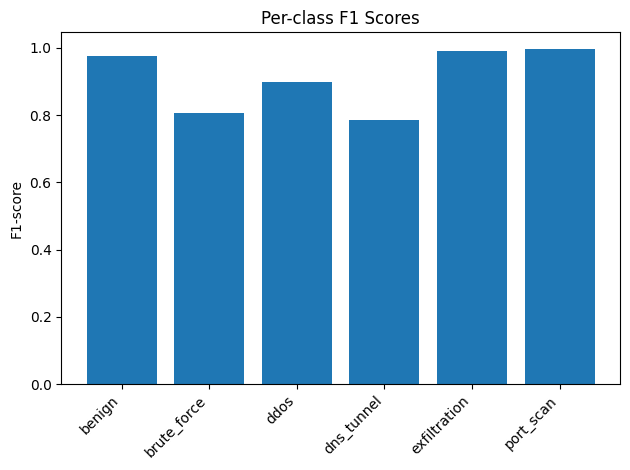 Per-class F1 Scores
F1-score
1.0
0.8
0.6
0.4
0.2
0.0
benign
brute_force
ddos
dns_tunnel
exfiltration
port_scan